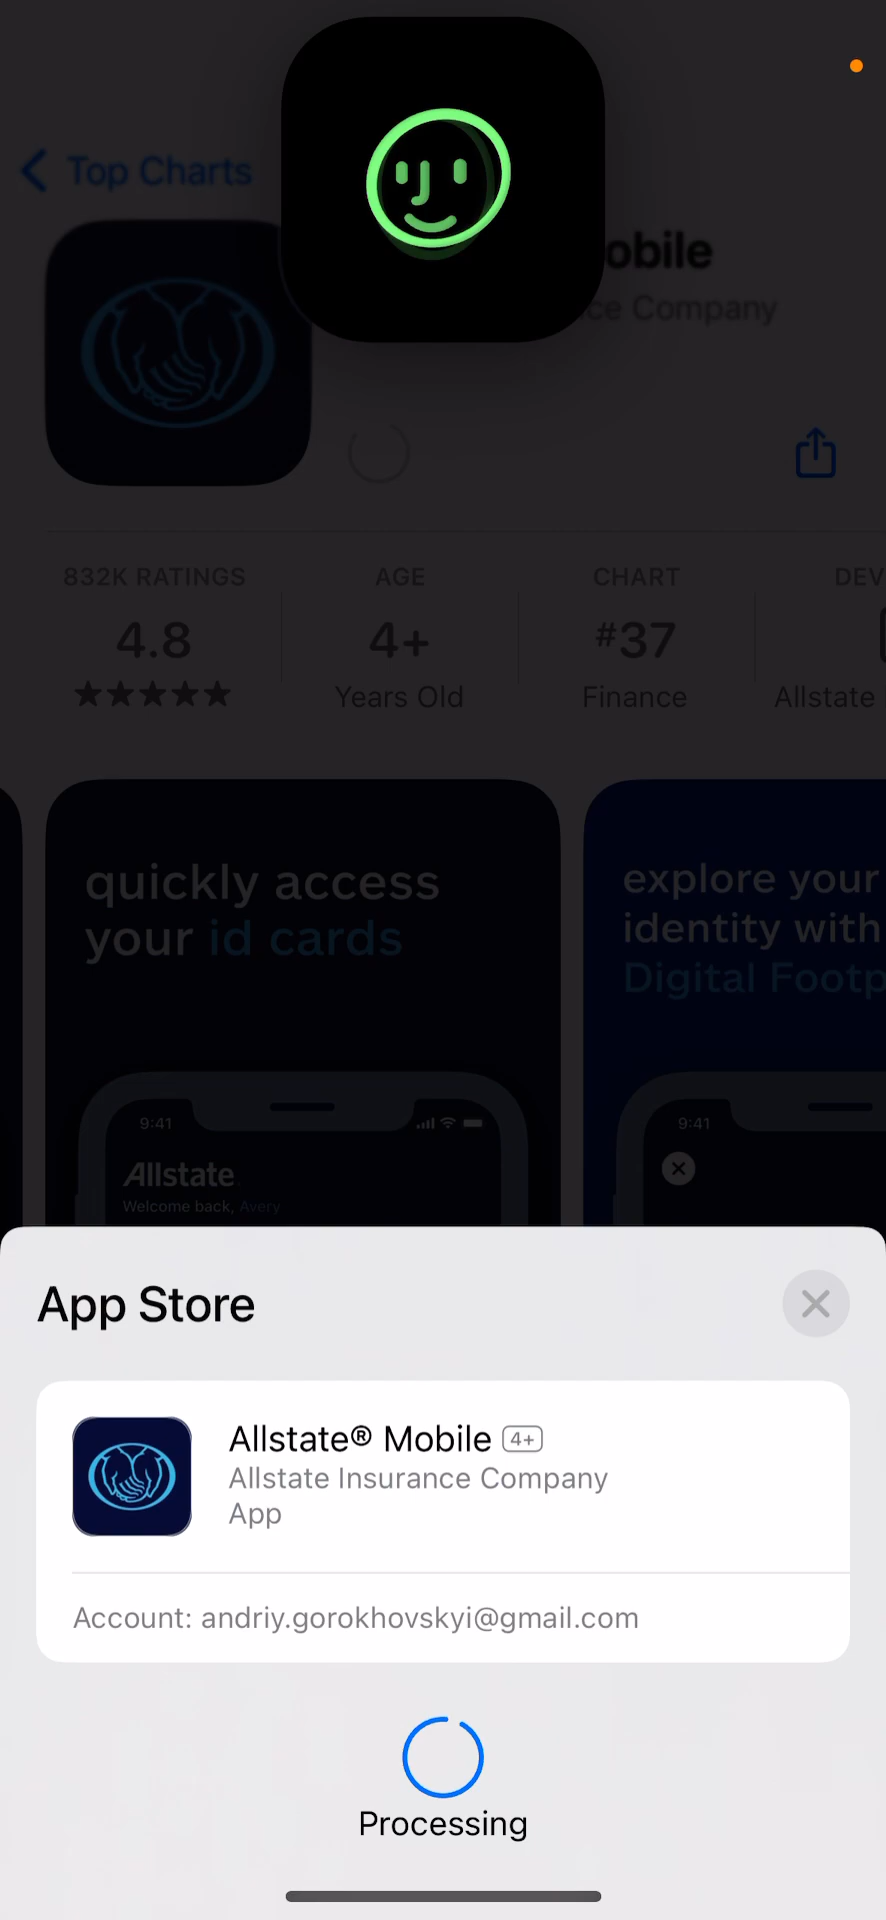 Top Charts
obile
ce Company
832K RATINGS
4.8
AGE
4+
Years Old
CHART
#37
Finance
DEV
Allstate
quickly access
your id cards
9:41
Allstate
Welcome back, Avery
explore your
identity with
Digital Footp
9:41
App Store
Allstate® Mobile 4+
Allstate Insurance Company
App
Account: andriy.gorokhovskyi@gmail.com
Processing